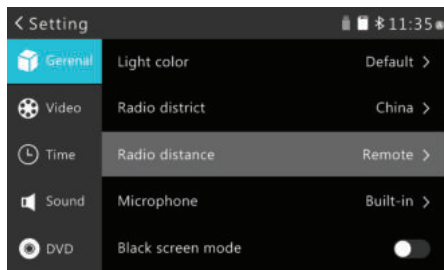 Setting
11:35
Gerenal
Light color
Default
Video
Radio district
China
Time
Radio distance
Remote
Sound
Microphone
Built-in
DVD
Black screen mode